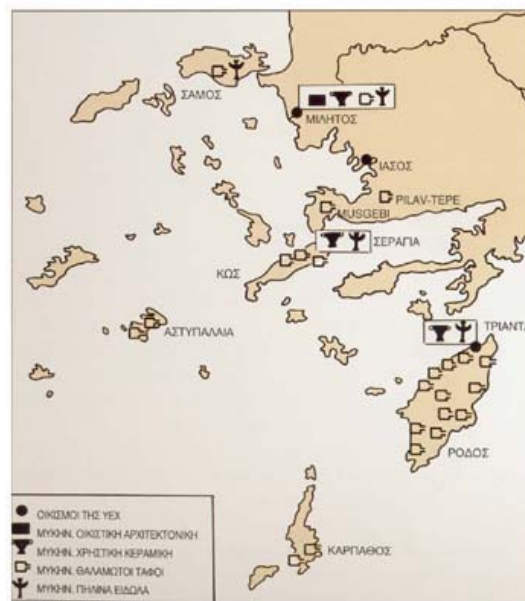 ΣΑΜΟΣ
ΜΙΛΗΤΟΣ
ΙΑΣΟΣ
PILAV-TEPE
MUSGEBI
ΣΕΡΑΓΙΑ
ΚΩΣ
ΑΣΤΥΠΑΛΑΙΑ
ΤΡΙΑΝΤΑ
ΡΟΔΟΣ
ΚΑΡΠΑΘΟΣ
ΟΙΚΙΣΜΟΙ ΤΗΣ ΥΕΧ
ΜΥΚΗΝ. ΟΙΚΙΣΤΙΚΗ ΑΡΧΙΤΕΚΤΟΝΙΚΗ
ΜΥΚΗΝ. ΧΡΗΣΤΙΚΗ ΚΕΡΑΜΙΚΗ
ΜΥΚΗΝ. ΘΑΛΑΜΩΤΟΙ ΤΑΦΟΙ
ΜΥΚΗΝ. ΠΗΛΙΝΑ ΕΙΔΩΛΑ